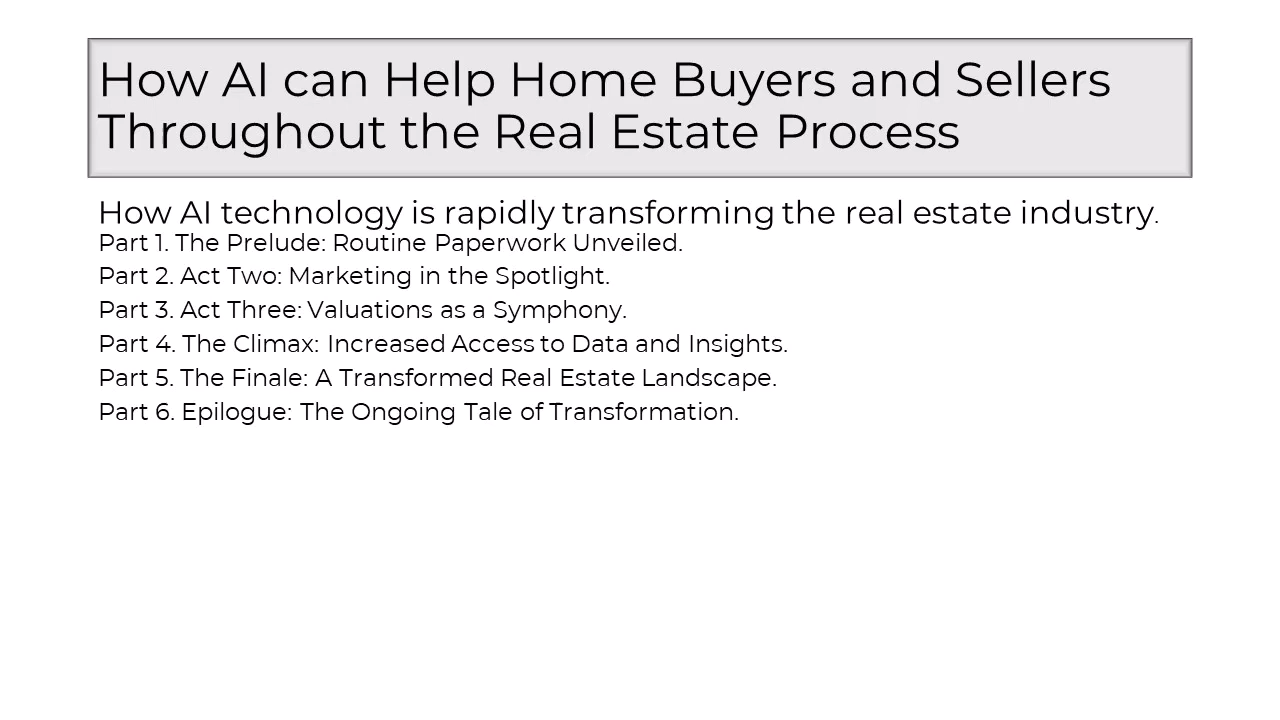 How AI can Help Home Buyers and Sellers
Throughout the Real Estate Process
How AI technology is rapidly transforming the real estate industry.
Part 1. The Prelude: Routine Paperwork Unveiled.
Part 2. Act Two: Marketing in the Spotlight.
Part 3. Act Three: Valuations as a Symphony.
Part 4. The Climax: Increased Access to Data and Insights.
Part 5. The Finale: A Transformed Real Estate Landscape.
Part 6. Epilogue: The Ongoing Tale of Transformation.